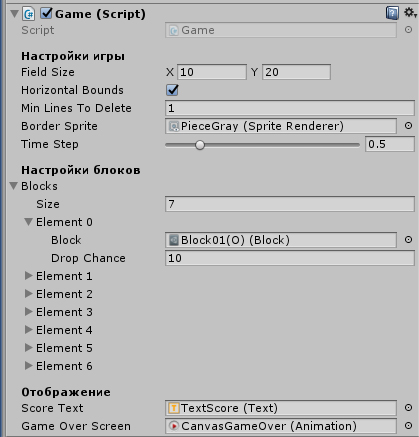 Game (Script)
Script Game
Настройки игры
Field Size X 10 Y 20
Horizontal Bounds
Min Lines To Delete 1
Border Sprite PieceGray (Sprite Renderer)
Time Step 0.5
Настройки блоков
Blocks
Size 7
Element 0
Block Block01(O) (Block)
Drop Chance 10
Element 1
Element 2
Element 3
Element 4
Element 5
Element 6
Отображение
Score Text TextScore (Text)
Game Over Screen CanvasGameOver (Animation)